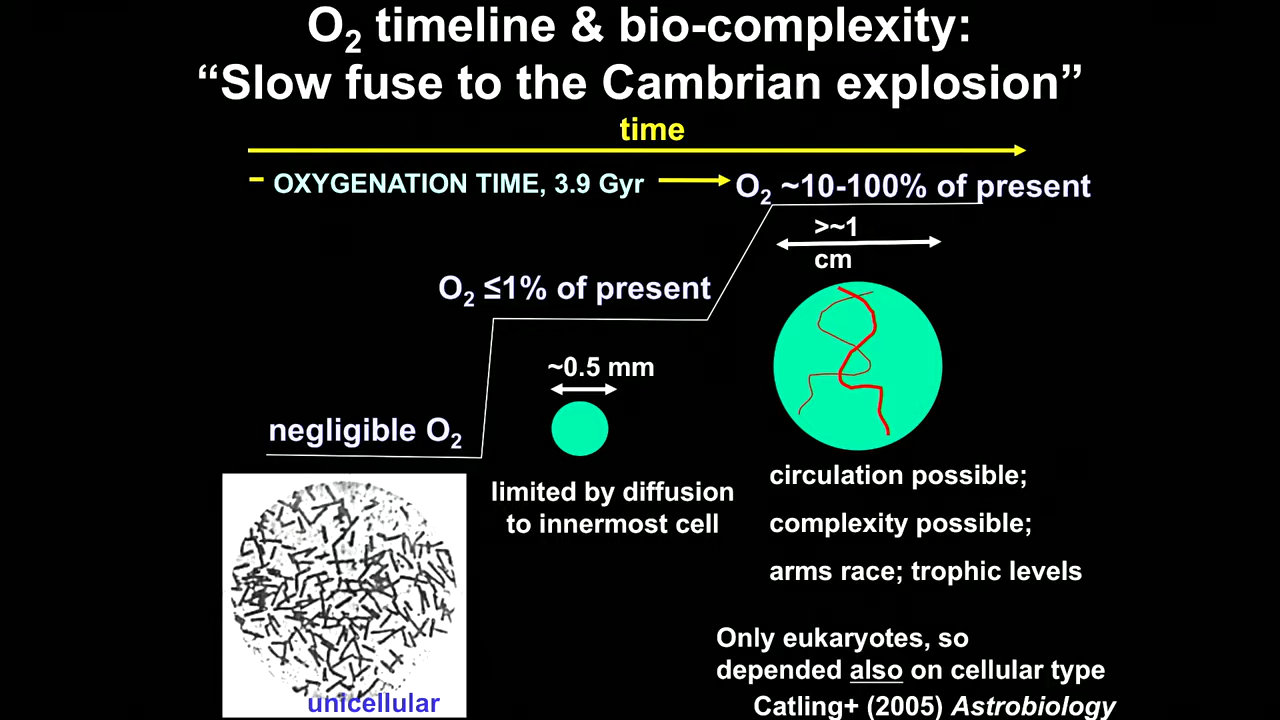 O₂ timeline & bio-complexity:
“Slow fuse to the Cambrian explosion”
time
OXYGENATION TIME, 3.9 Gyr
O₂ ~10-100% of present
>~1
cm
O₂ ≤1% of present
~0.5 mm
negligible O₂
limited by diffusion
to innermost cell
circulation possible;
complexity possible;
arms race; trophic levels
unicellular
Only eukaryotes, so
depended also on cellular type
Catling+ (2005) Astrobiology